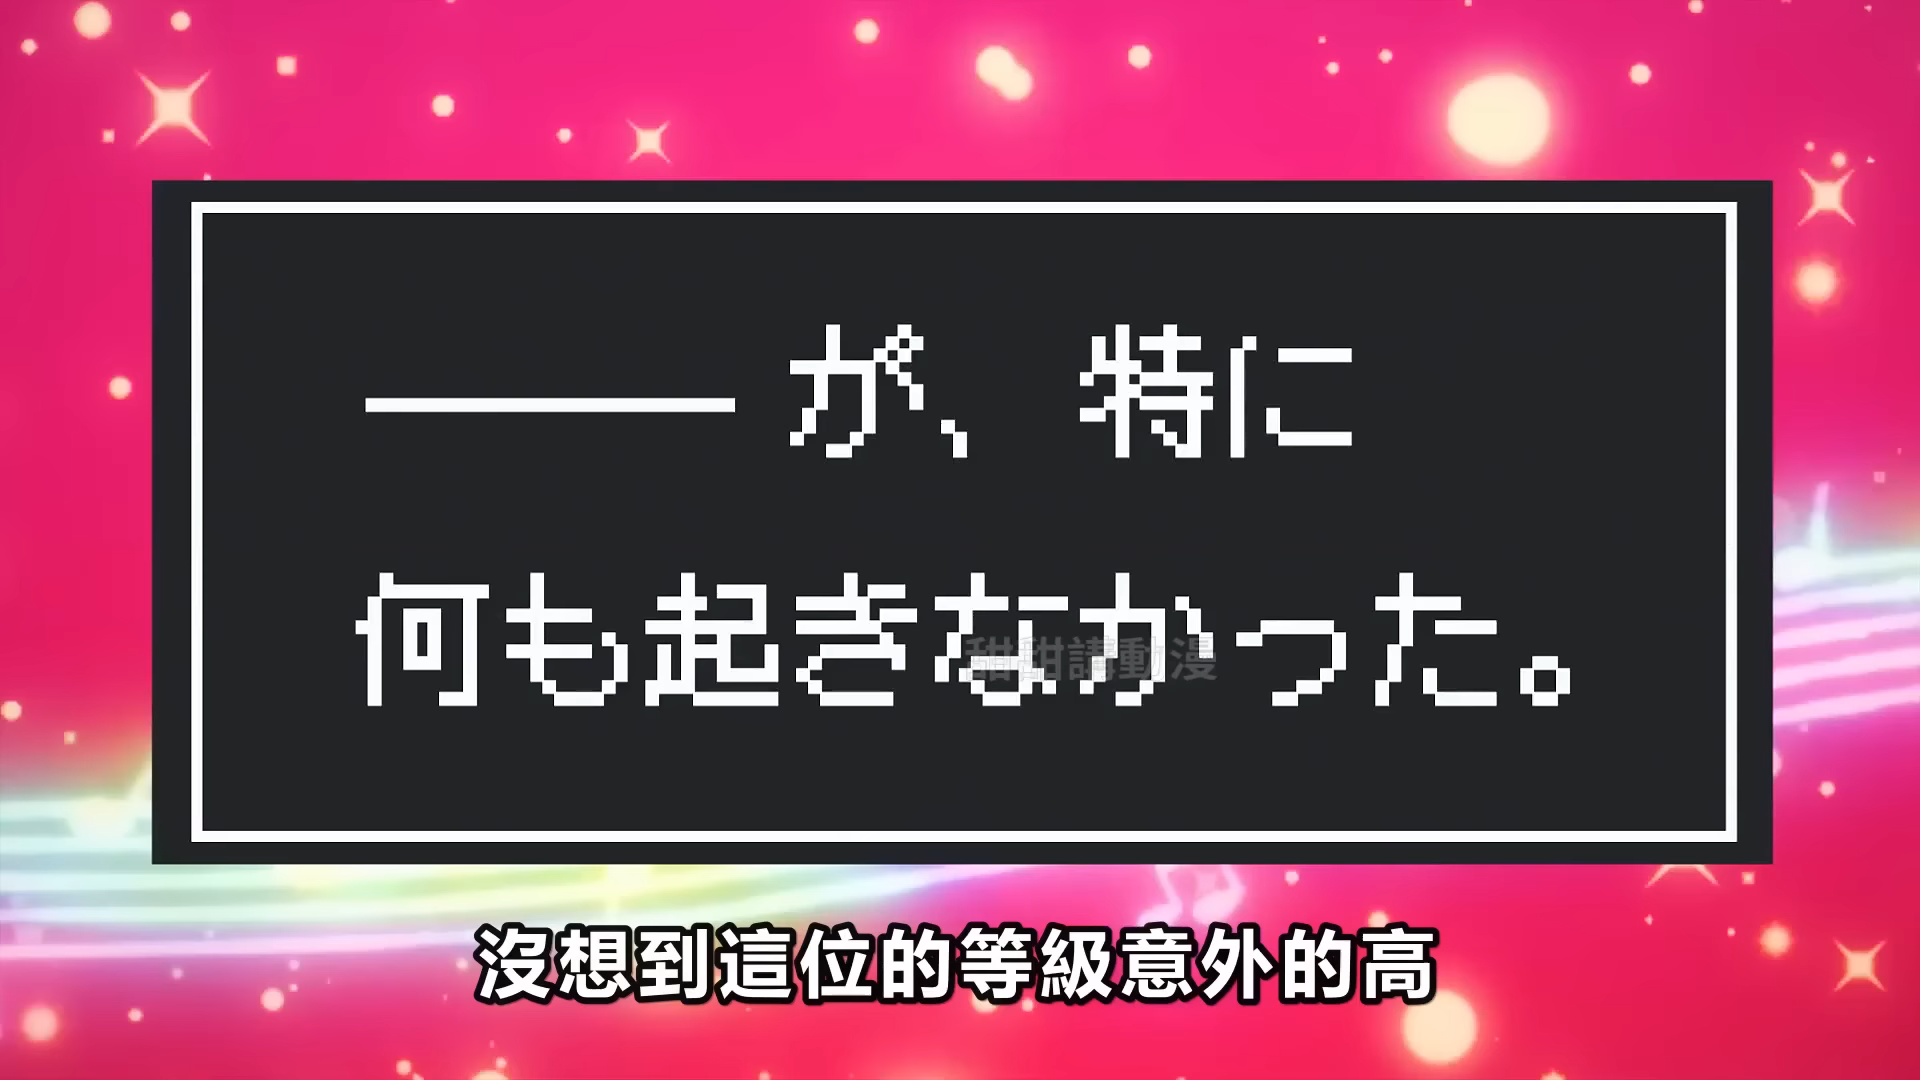 ━━━が、 特に
何も起きなかった。
甜甜講動漫
沒想到這位的等級意外的高